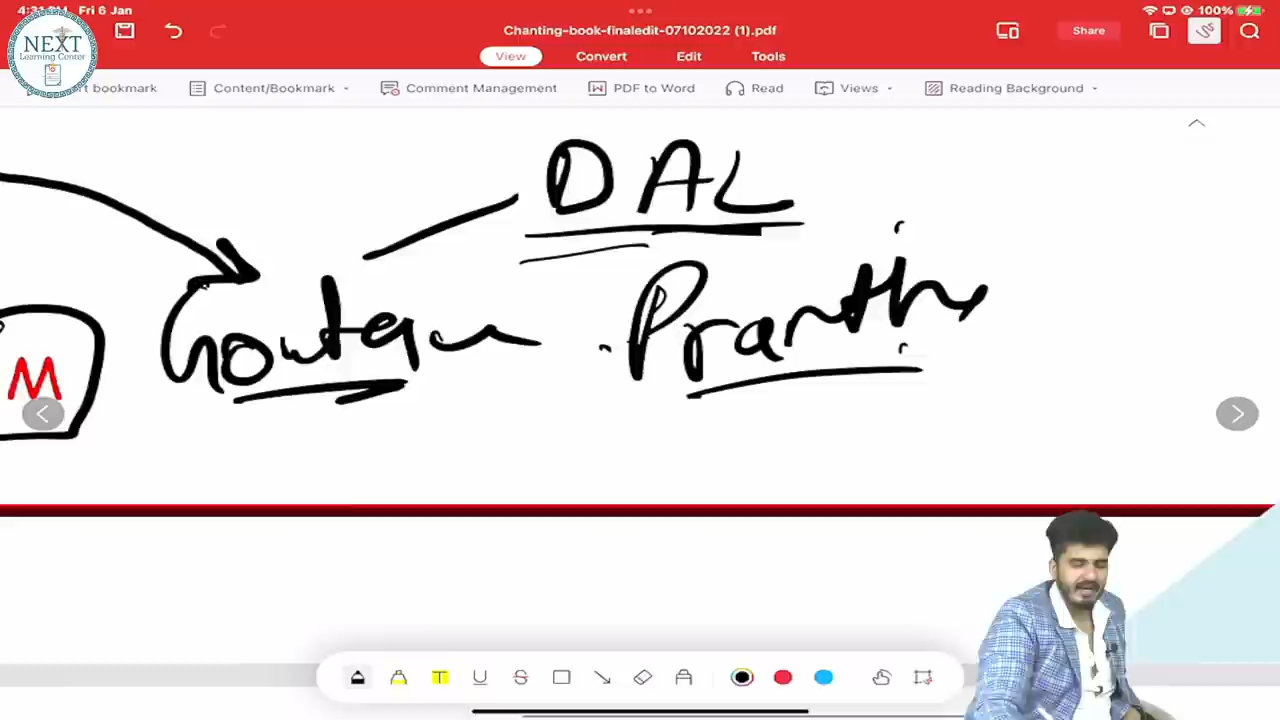 4:31 Fri 6 Jan
100%
NEXT
Learning Center
Chanting-book-finaledit-07102022 (1).pdf
Share
View Convert Edit Tools
bookmark Content/Bookmark Comment Management PDF to Word Read Views Reading Background
DAL
Goutam . Pranthi
M
T U S A